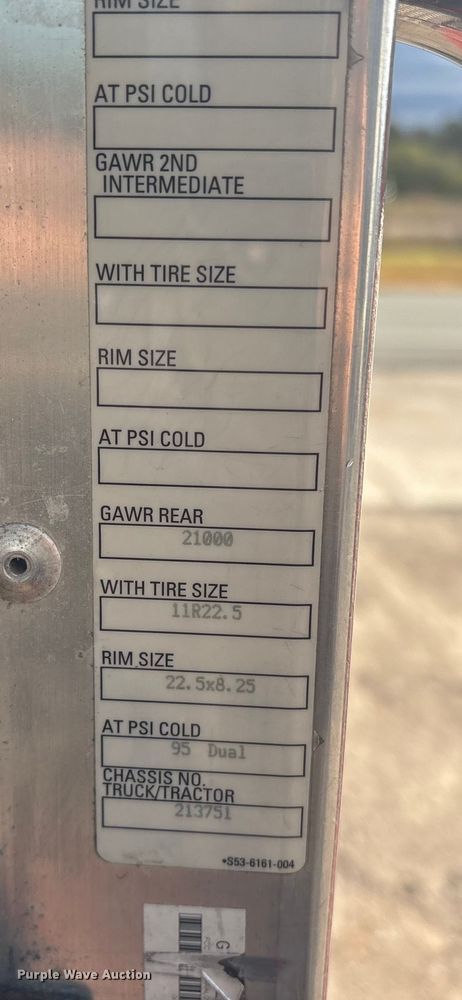 RIM SIZE
AT PSI COLD
GAWR 2ND
INTERMEDIATE
WITH TIRE SIZE
RIM SIZE
AT PSI COLD
GAWR REAR
21000
WITH TIRE SIZE
11R22.5
RIM SIZE
22.5x8.25
AT PSI COLD
95 Dual
CHASSIS NO.
TRUCK/TRACTOR
213751
*S53-6161-004
G
Purple Wave Auction